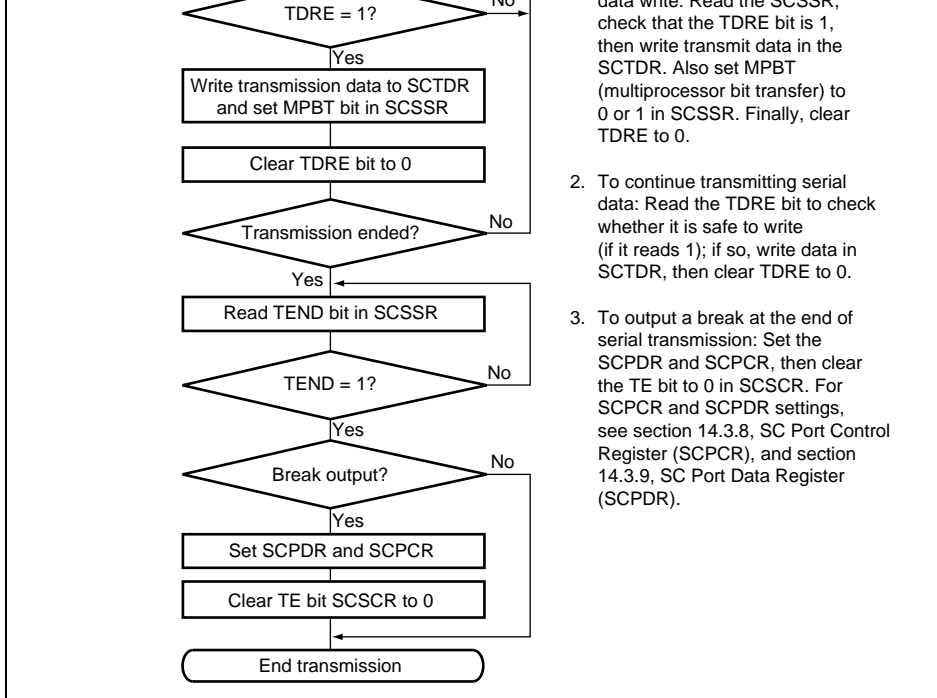 No
TDRE = 1?
Yes
Write transmission data to SCTDR
and set MPBT bit in SCSSR
Clear TDRE bit to 0
Transmission ended?
No
Yes
Read TEND bit in SCSSR
TEND = 1?
No
Yes
Break output?
No
Yes
Set SCPDR and SCPCR
Clear TE bit SCSCR to 0
End transmission
data write: Read the SCSSR,
check that the TDRE bit is 1,
then write transmit data in the
SCTDR. Also set MPBT
(multiprocessor bit transfer) to
0 or 1 in SCSSR. Finally, clear
TDRE to 0.
2. To continue transmitting serial
data: Read the TDRE bit to check
whether it is safe to write
(if it reads 1); if so, write data in
SCTDR, then clear TDRE to 0.
3. To output a break at the end of
serial transmission: Set the
SCPDR and SCPCR, then clear
the TE bit to 0 in SCSCR. For
SCPCR and SCPDR settings,
see section 14.3.8, SC Port Control
Register (SCPCR), and section
14.3.9, SC Port Data Register
(SCPDR).